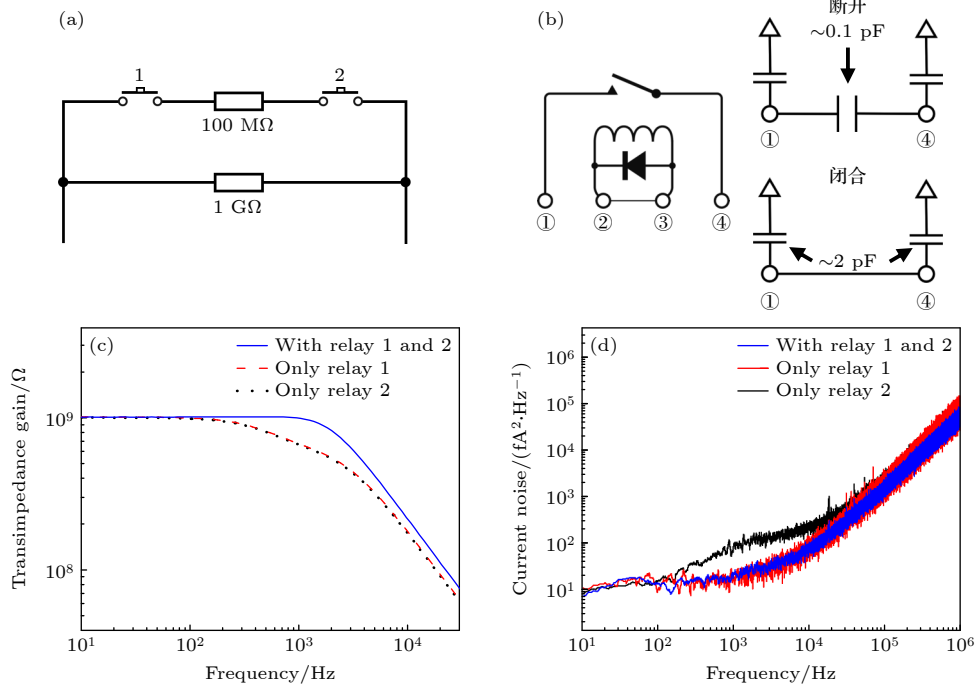 (a)
1
2
100 MΩ
1 GΩ
(b)
断开
~0.1 pF
① ② ③ ④
① ④
闭合
~2 pF
① ④
(c)
With relay 1 and 2
Only relay 1
Only relay 2
Transimpedance gain/Ω
10⁹
10⁸
10¹ 10² 10³ 10⁴
Frequency/Hz
(d)
With relay 1 and 2
Only relay 1
Only relay 2
Current noise/(fA²·Hz⁻¹)
10⁶
10⁵
10⁴
10³
10²
10¹
10¹ 10² 10³ 10⁴ 10⁵ 10⁶
Frequency/Hz